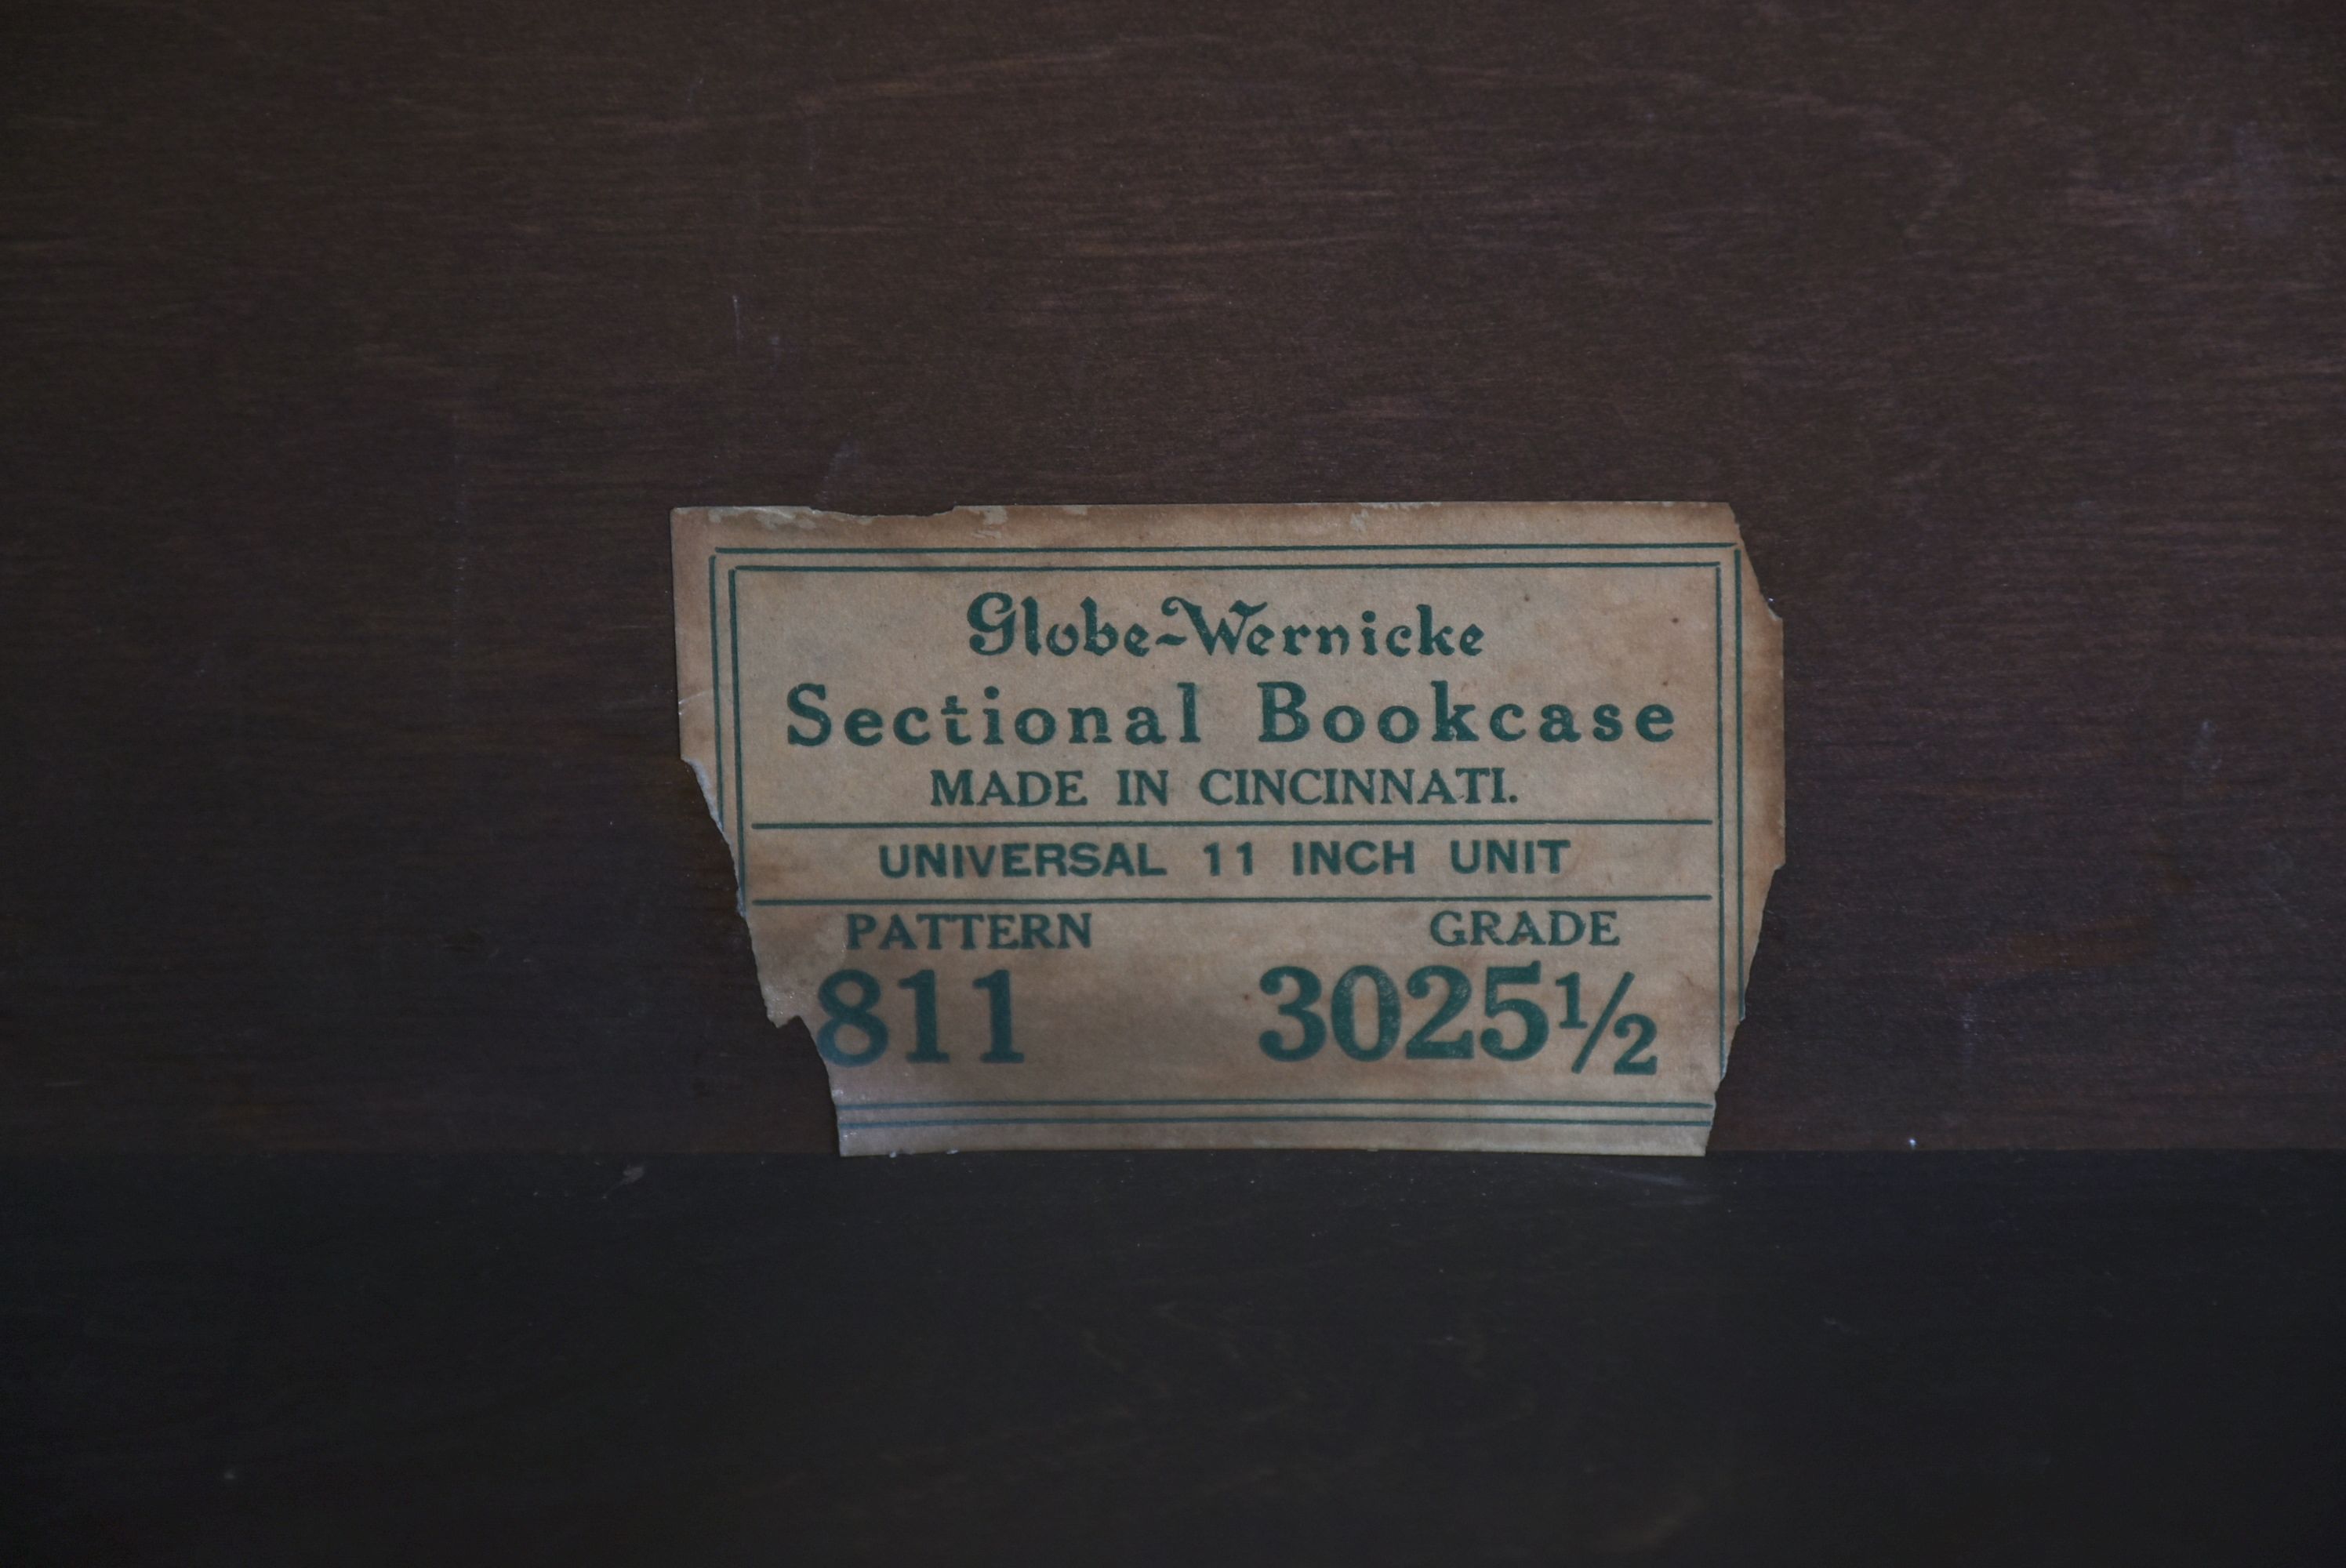 Globe-Wernicke
Sectional Bookcase
MADE IN CINCINNATI.
UNIVERSAL 11 INCH UNIT
PATTERN GRADE
811 3025½